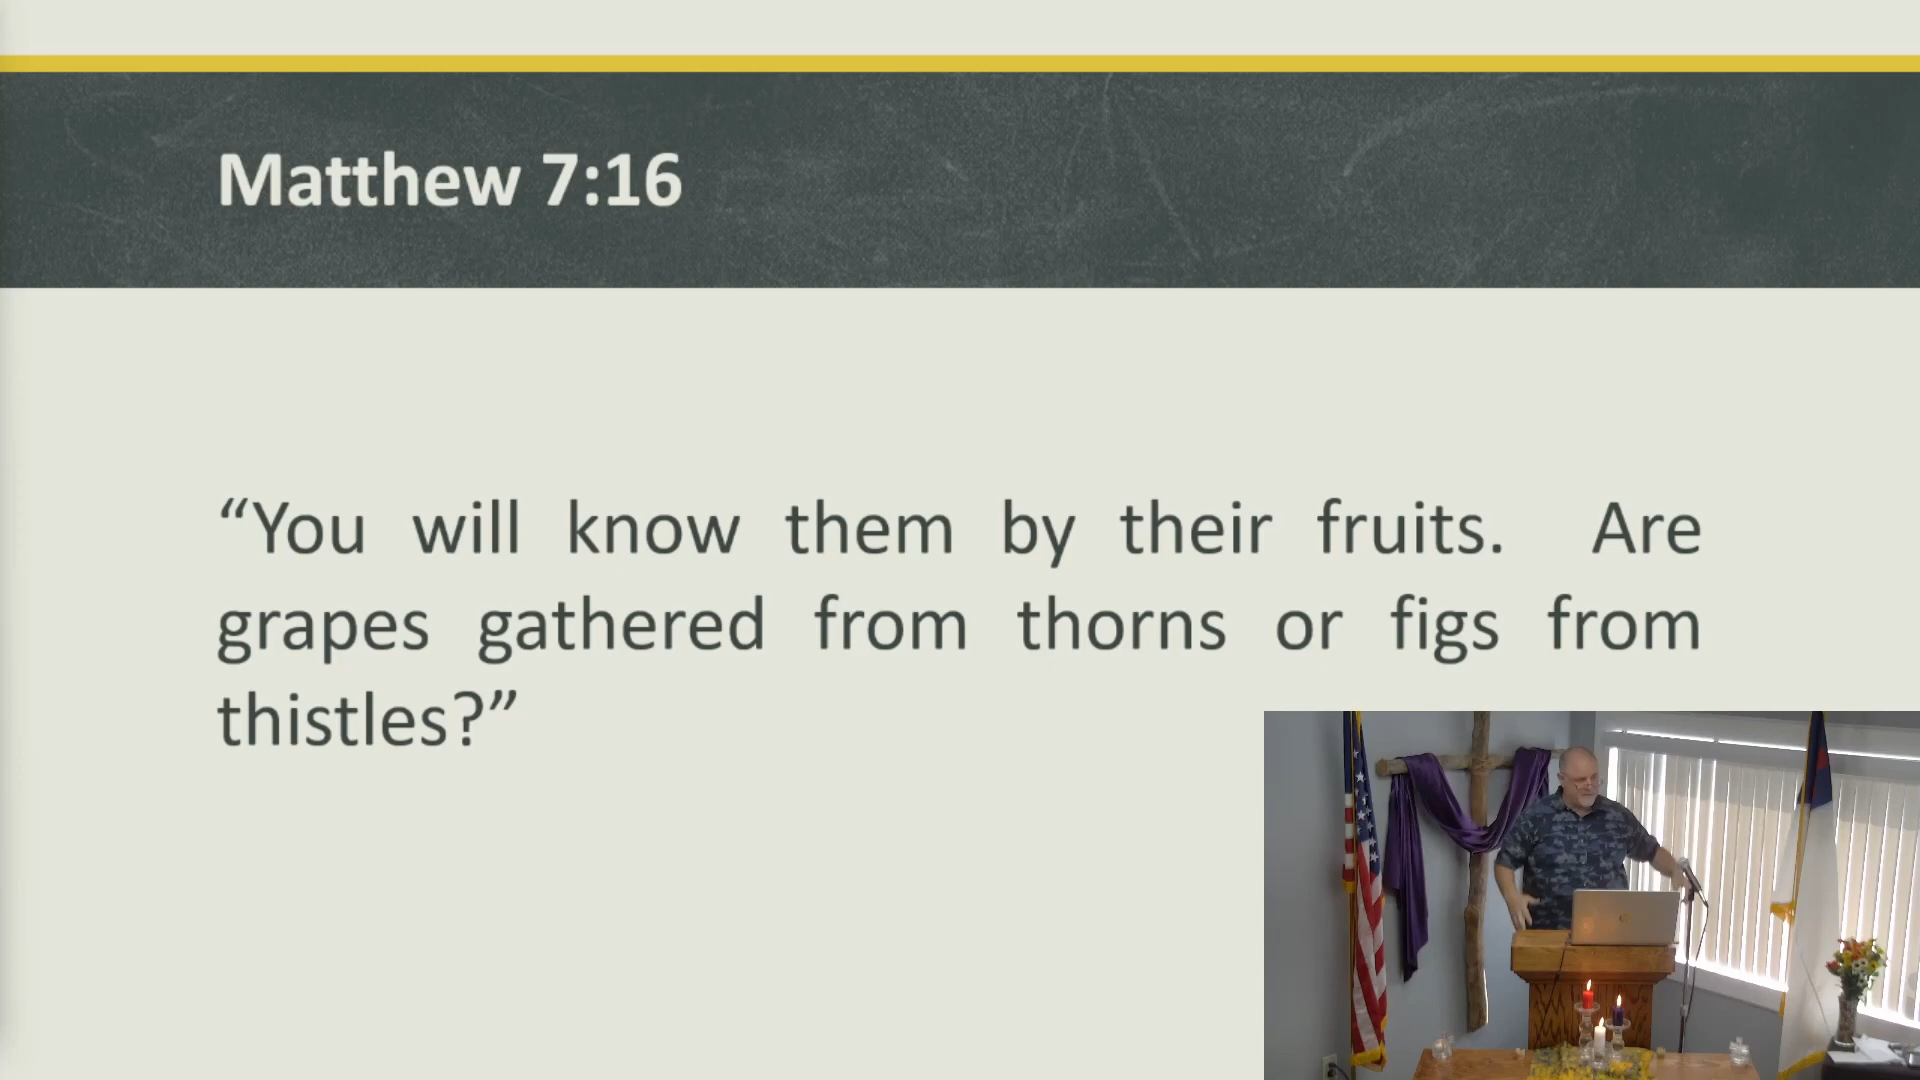 Matthew 7:16
“You will know them by their fruits.  Are
grapes gathered from thorns or figs from
thistles?”